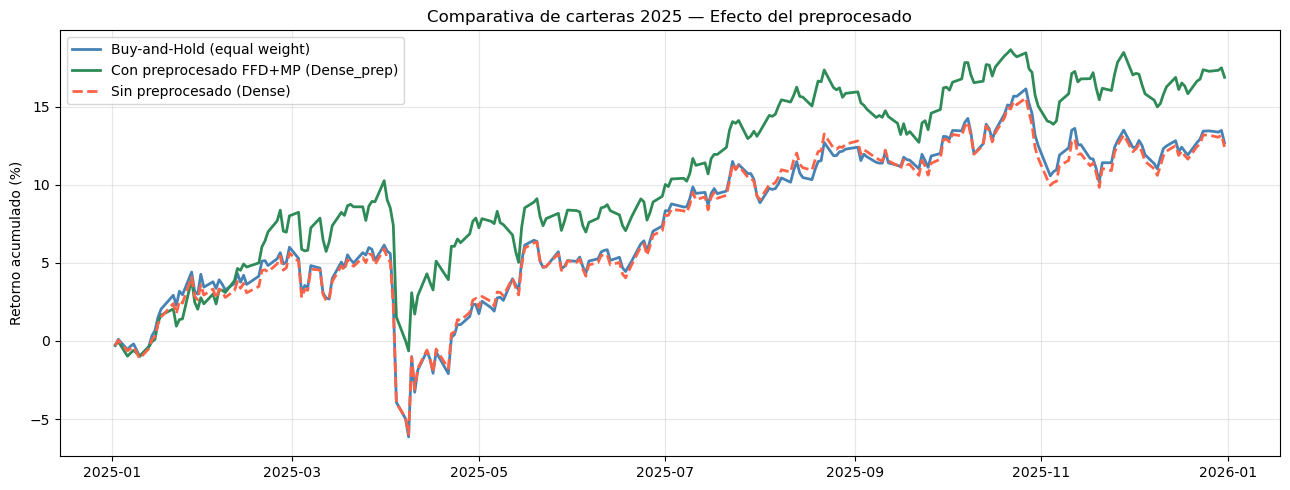 Comparativa de carteras 2025 — Efecto del preprocesado
Buy-and-Hold (equal weight)
Con preprocesado FFD+MP (Dense_prep)
Sin preprocesado (Dense)
Retorno acumulado (%)
15
10
5
0
−5
2025-01
2025-03
2025-05
2025-07
2025-09
2025-11
2026-01